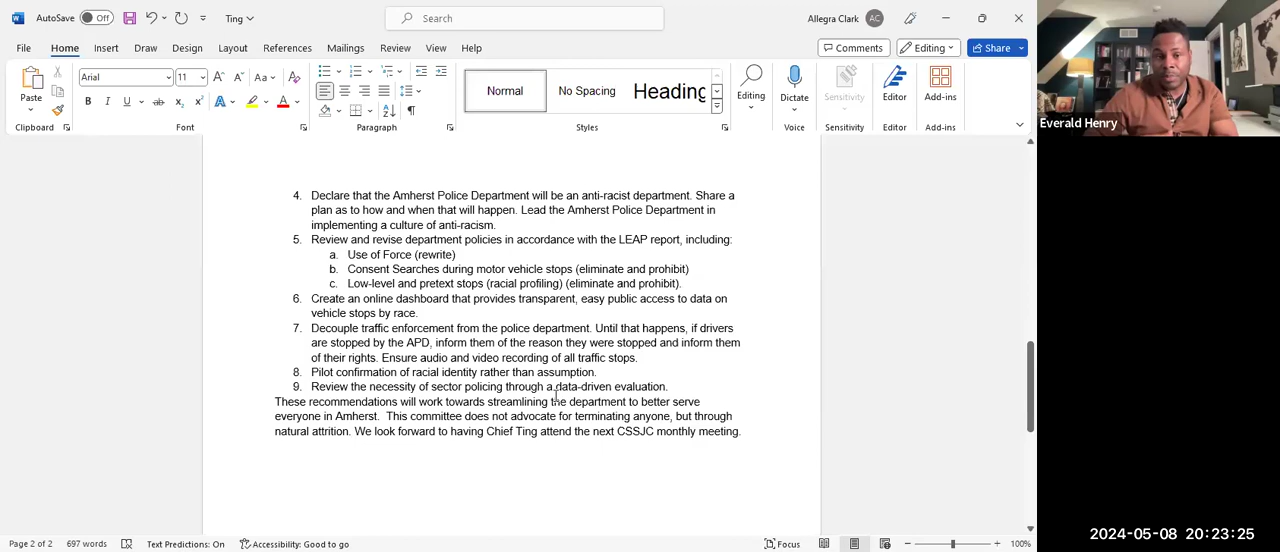 AutoSave Off Ting Search Allegra Clark AC
File Home Insert Draw Design Layout References Mailings Review View Help Comments Editing Share
Arial 11 Aa
Paste B I U ab x₂ x² A A
Normal No Spacing Heading
Editing Dictate Sensitivity Editor Add-ins
Clipboard Font Paragraph Styles Voice Sensitivity Editor Add-ins
4. Declare that the Amherst Police Department will be an anti-racist department. Share a
plan as to how and when that will happen. Lead the Amherst Police Department in
implementing a culture of anti-racism.
5. Review and revise department policies in accordance with the LEAP report, including:
a. Use of Force (rewrite)
b. Consent Searches during motor vehicle stops (eliminate and prohibit)
c. Low-level and pretext stops (racial profiling) (eliminate and prohibit).
6. Create an online dashboard that provides transparent, easy public access to data on
vehicle stops by race.
7. Decouple traffic enforcement from the police department. Until that happens, if drivers
are stopped by the APD, inform them of the reason they were stopped and inform them
of their rights. Ensure audio and video recording of all traffic stops.
8. Pilot confirmation of racial identity rather than assumption.
9. Review the necessity of sector policing through a data-driven evaluation.
These recommendations will work towards streamlining the department to better serve
everyone in Amherst. This committee does not advocate for terminating anyone, but through
natural attrition. We look forward to having Chief Ting attend the next CSSJC monthly meeting.
Page 2 of 2 697 words Text Predictions: On Accessibility: Good to go Focus 100%
Everald Henry
2024-05-08 20:23:25